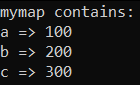 mymap contains:
a => 100
b => 200
c => 300